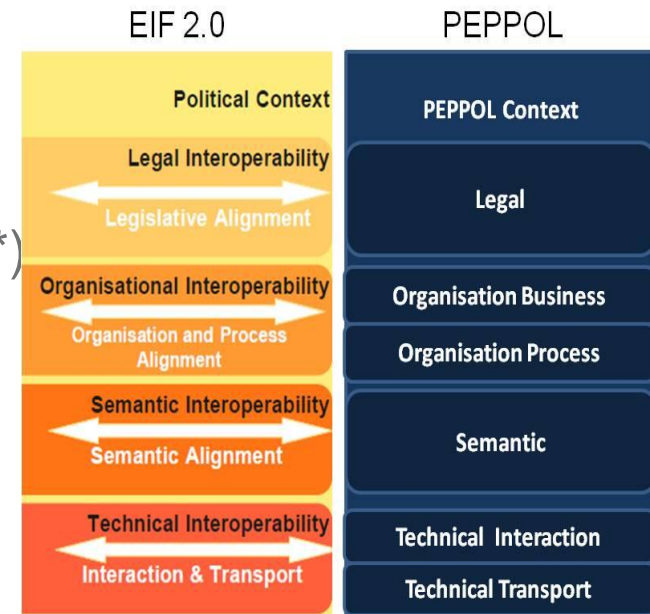 EIF 2.0
Political Context
Legal Interoperability
Legislative Alignment
*)
Organisational Interoperability
Organisation and Process
Alignment
Semantic Interoperability
Semantic Alignment
Technical Interoperability
Interaction & Transport
PEPPOL
PEPPOL Context
Legal
Organisation Business
Organisation Process
Semantic
Technical Interaction
Technical Transport